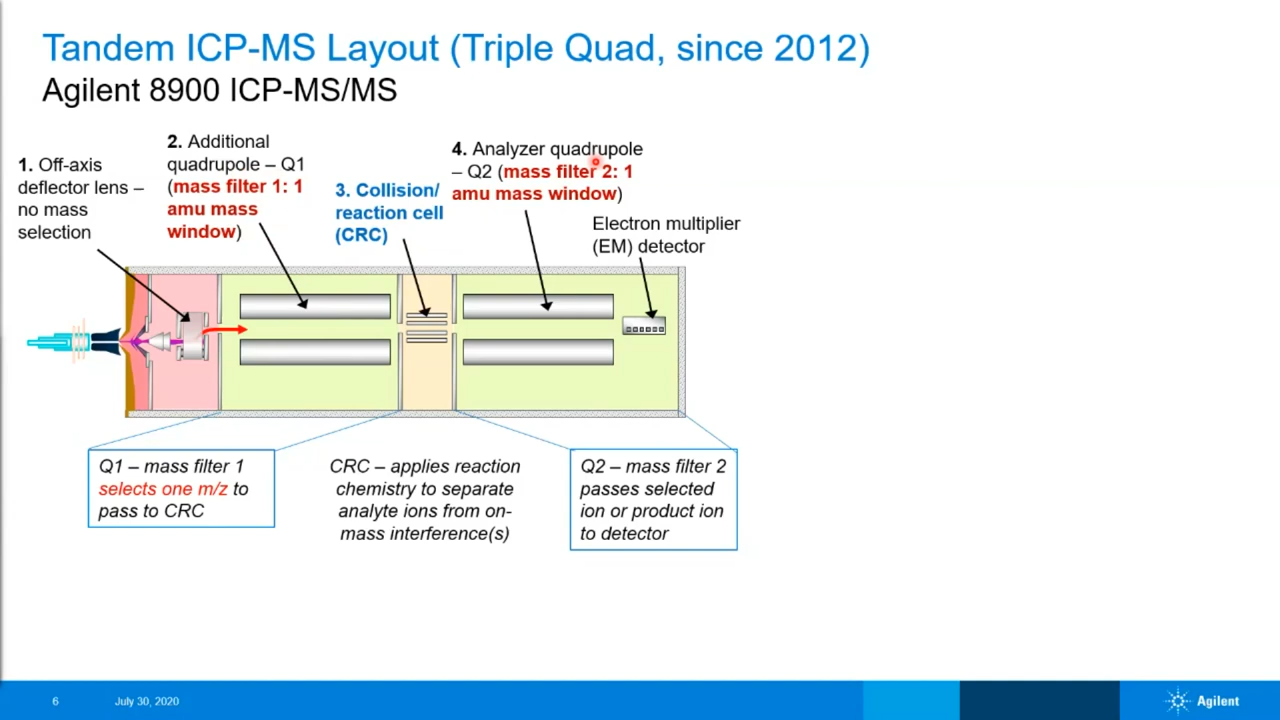 Tandem ICP-MS Layout (Triple Quad, since 2012)
Agilent 8900 ICP-MS/MS
1. Off-axis
deflector lens –
no mass
selection
2. Additional
quadrupole – Q1
(mass filter 1: 1
amu mass
window)
3. Collision/
reaction cell
(CRC)
4. Analyzer quadrupole
– Q2 (mass filter 2: 1
amu mass window)
Electron multiplier
(EM) detector
Q1 – mass filter 1
selects one m/z to
pass to CRC
CRC – applies reaction
chemistry to separate
analyte ions from on-
mass interference(s)
Q2 – mass filter 2
passes selected
ion or product ion
to detector
6
July 30, 2020
Agilent